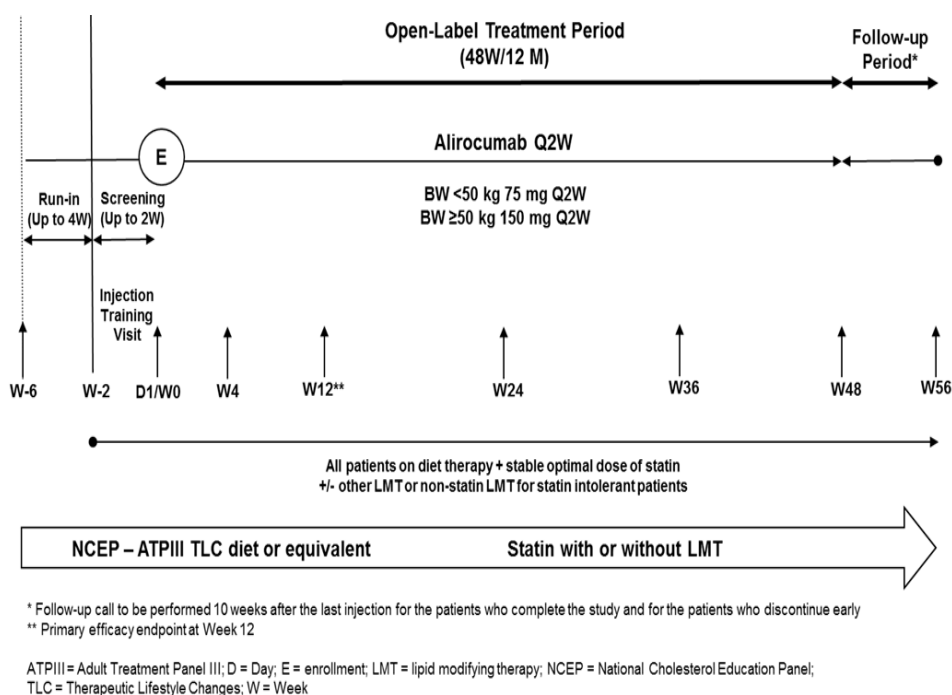 Open-Label Treatment Period
(48W/12 M)
Follow-up
Period*
E
Alirocumab Q2W
Run-in
(Up to 4W)
Screening
(Up to 2W)
BW <50 kg 75 mg Q2W
BW ≥50 kg 150 mg Q2W
Injection
Training
Visit
W-6 W-2 D1/W0 W4 W12** W24 W36 W48 W56
All patients on diet therapy + stable optimal dose of statin
+/- other LMT or non-statin LMT for statin intolerant patients
NCEP – ATPIII TLC diet or equivalent Statin with or without LMT
* Follow-up call to be performed 10 weeks after the last injection for the patients who complete the study and for the patients who discontinue early
** Primary efficacy endpoint at Week 12
ATPIII = Adult Treatment Panel III; D = Day; E = enrollment; LMT = lipid modifying therapy; NCEP = National Cholesterol Education Panel;
TLC = Therapeutic Lifestyle Changes; W = Week